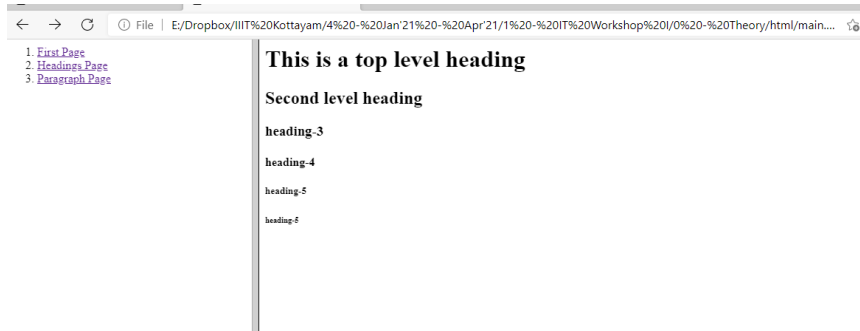 File | E:/Dropbox/IIIT%20Kottayam/4%20-%20Jan'21%20-%20Apr'21/1%20-%20IT%20Workshop%20I/0%20-%20Theory/html/main....
1. First Page
2. Headings Page
3. Paragraph Page
This is a top level heading
Second level heading
heading-3
heading-4
heading-5
heading-5